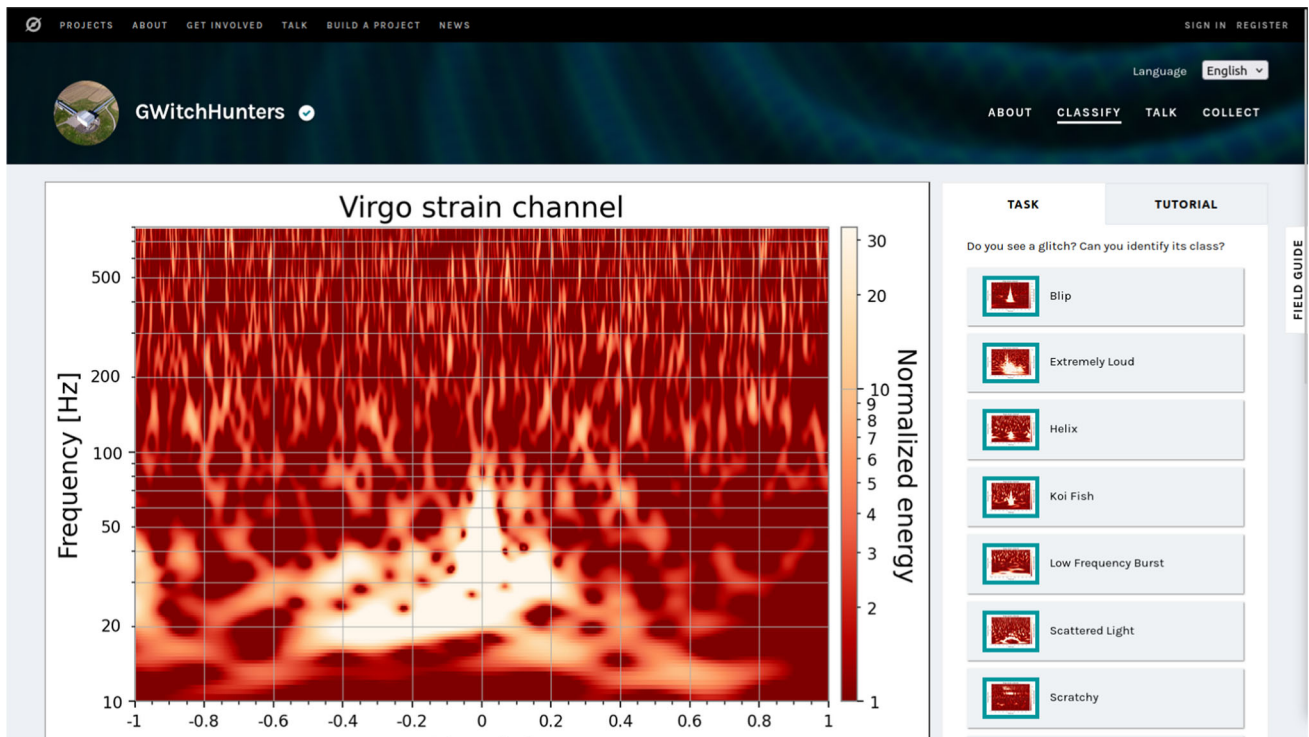 PROJECTS ABOUT GET INVOLVED TALK BUILD A PROJECT NEWS
SIGN IN REGISTER
Language English
GWitchHunters
ABOUT CLASSIFY TALK COLLECT
Virgo strain channel
Frequency [Hz]
500
200
100
50
20
10
-1 -0.8 -0.6 -0.4 -0.2 0 0.2 0.4 0.6 0.8 1
30
20
10
9
8
7
6
5
4
3
2
1
Normalized energy
TASK TUTORIAL
Do you see a glitch? Can you identify its class?
Blip
Extremely Loud
Helix
Koi Fish
Low Frequency Burst
Scattered Light
Scratchy
FIELD GUIDE